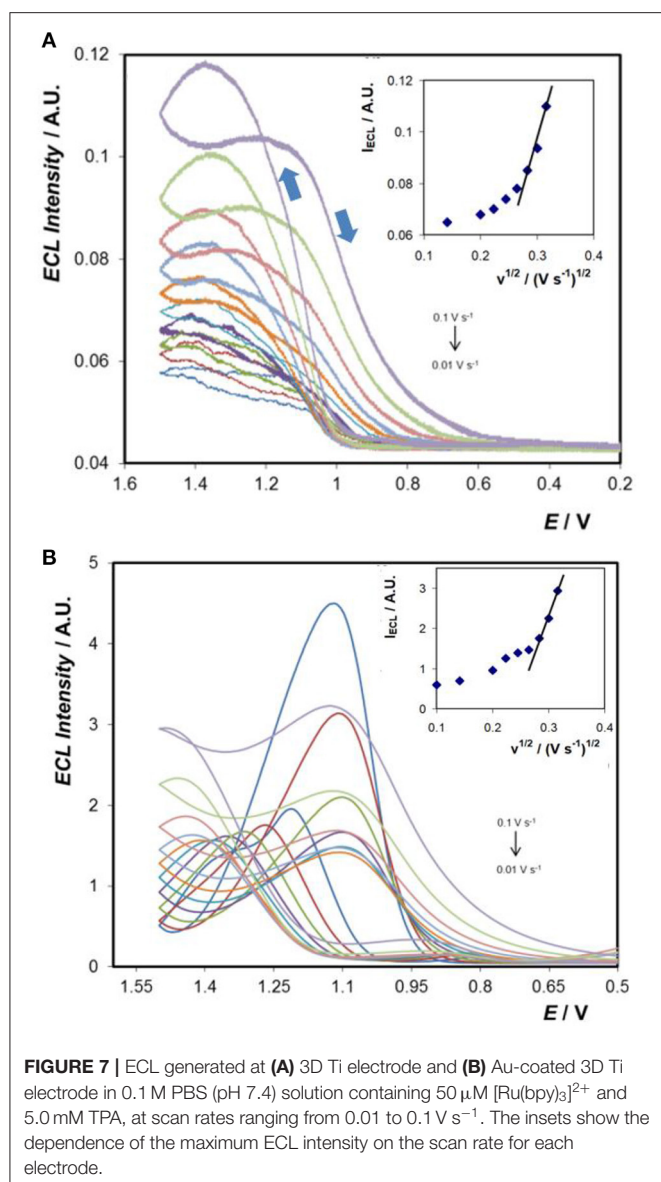 A
ECL Intensity / A.U.
0.12
0.1
0.08
0.06
0.04
1.6 1.4 1.2 1 0.8 0.6 0.4 0.2
E / V
I_ECL / A.U.
0.12
0.1
0.08
0.06
0.1 0.2 0.3 0.4
v^1/2 / (V s^-1)^1/2
0.1 V s^-1
0.01 V s^-1
B
ECL Intensity / A.U.
5
4
3
2
1
0
1.55 1.4 1.25 1.1 0.95 0.8 0.65 0.5
E / V
I_ECL / A.U.
3
2
1
0
0.1 0.2 0.3 0.4
v^1/2 / (V s^-1)^1/2
0.1 V s^-1
0.01 V s^-1
FIGURE 7 | ECL generated at (A) 3D Ti electrode and (B) Au-coated 3D Ti
electrode in 0.1 M PBS (pH 7.4) solution containing 50 μM [Ru(bpy)₃]²⁺ and
5.0 mM TPA, at scan rates ranging from 0.01 to 0.1 V s⁻¹. The insets show the
dependence of the maximum ECL intensity on the scan rate for each
electrode.